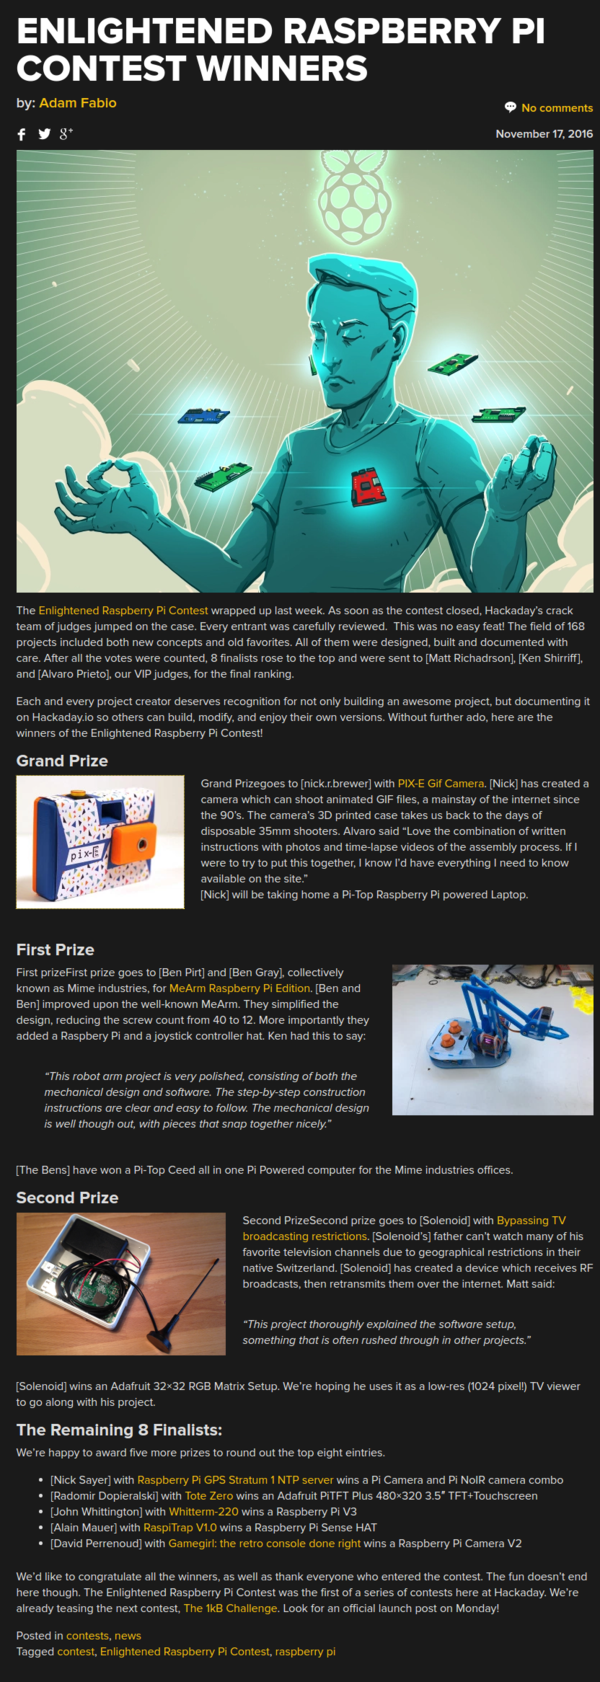 ENLIGHTENED RASPBERRY PI
CONTEST WINNERS
by: Adam Fabio
No comments
November 17, 2016
The Enlightened Raspberry Pi Contest wrapped up last week. As soon as the contest closed, Hackaday's crack
team of judges jumped on the case. Every entrant was carefully reviewed.  This was no easy feat! The field of 168
projects included both new concepts and old favorites. All of them were designed, built and documented with
care. After all the votes were counted, 8 finalists rose to the top and were sent to [Matt Richadrson], [Ken Shirriff],
and [Alvaro Prieto], our VIP judges, for the final ranking.
Each and every project creator deserves recognition for not only building an awesome project, but documenting it
on Hackaday.io so others can build, modify, and enjoy their own versions. Without further ado, here are the
winners of the Enlightened Raspberry Pi Contest!
Grand Prize
pix-E
Grand Prizegoes to [nick.r.brewer] with PIX-E Gif Camera. [Nick] has created a
camera which can shoot animated GIF files, a mainstay of the internet since
the 90's. The camera's 3D printed case takes us back to the days of
disposable 35mm shooters. Alvaro said “Love the combination of written
instructions with photos and time-lapse videos of the assembly process. If I
were to try to put this together, I know I'd have everything I need to know
available on the site.”
[Nick] will be taking home a Pi-Top Raspberry Pi powered Laptop.
First Prize
First prizeFirst prize goes to [Ben Pirt] and [Ben Gray], collectively
known as Mime industries, for MeArm Raspberry Pi Edition. [Ben and
Ben] improved upon the well-known MeArm. They simplified the
design, reducing the screw count from 40 to 12. More importantly they
added a Raspbery Pi and a joystick controller hat. Ken had this to say:
“This robot arm project is very polished, consisting of both the
mechanical design and software. The step-by-step construction
instructions are clear and easy to follow. The mechanical design
is well though out, with pieces that snap together nicely.”
[The Bens] have won a Pi-Top Ceed all in one Pi Powered computer for the Mime industries offices.
Second Prize
Second PrizeSecond prize goes to [Solenoid] with Bypassing TV
broadcasting restrictions. [Solenoid's] father can't watch many of his
favorite television channels due to geographical restrictions in their
native Switzerland. [Solenoid] has created a device which receives RF
broadcasts, then retransmits them over the internet. Matt said:
“This project thoroughly explained the software setup,
something that is often rushed through in other projects.”
[Solenoid] wins an Adafruit 32×32 RGB Matrix Setup. We're hoping he uses it as a low-res (1024 pixel!) TV viewer
to go along with his project.
The Remaining 8 Finalists:
We're happy to award five more prizes to round out the top eight eintries.
• [Nick Sayer] with Raspberry Pi GPS Stratum 1 NTP server wins a Pi Camera and Pi NoIR camera combo
• [Radomir Dopieralski] with Tote Zero wins an Adafruit PiTFT Plus 480×320 3.5″ TFT+Touchscreen
• [John Whittington] with Whitterm-220 wins a Raspberry Pi V3
• [Alain Mauer] with RaspiTrap V1.0 wins a Raspberry Pi Sense HAT
• [David Perrenoud] with Gamegirl: the retro console done right wins a Raspberry Pi Camera V2
We'd like to congratulate all the winners, as well as thank everyone who entered the contest. The fun doesn't end
here though. The Enlightened Raspberry Pi Contest was the first of a series of contests here at Hackaday. We're
already teasing the next contest, The 1kB Challenge. Look for an official launch post on Monday!
Posted in contests, news
Tagged contest, Enlightened Raspberry Pi Contest, raspberry pi